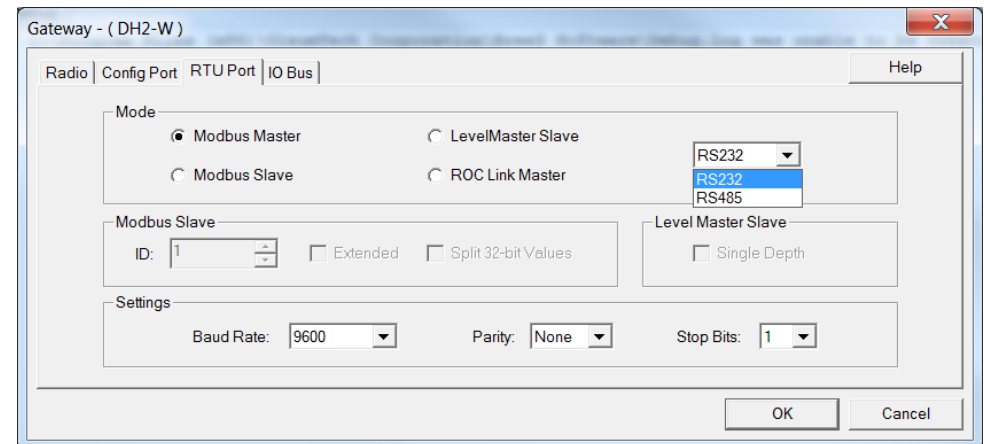 Gateway - ( DH2-W )
Radio Config Port RTU Port IO Bus Help
Mode
Modbus Master LevelMaster Slave
RS232
Modbus Slave ROC Link Master
RS232
RS485
Modbus Slave Level Master Slave
ID: 1 Extended Split 32-bit Values Single Depth
Settings
Baud Rate: 9600 Parity: None Stop Bits: 1
OK Cancel